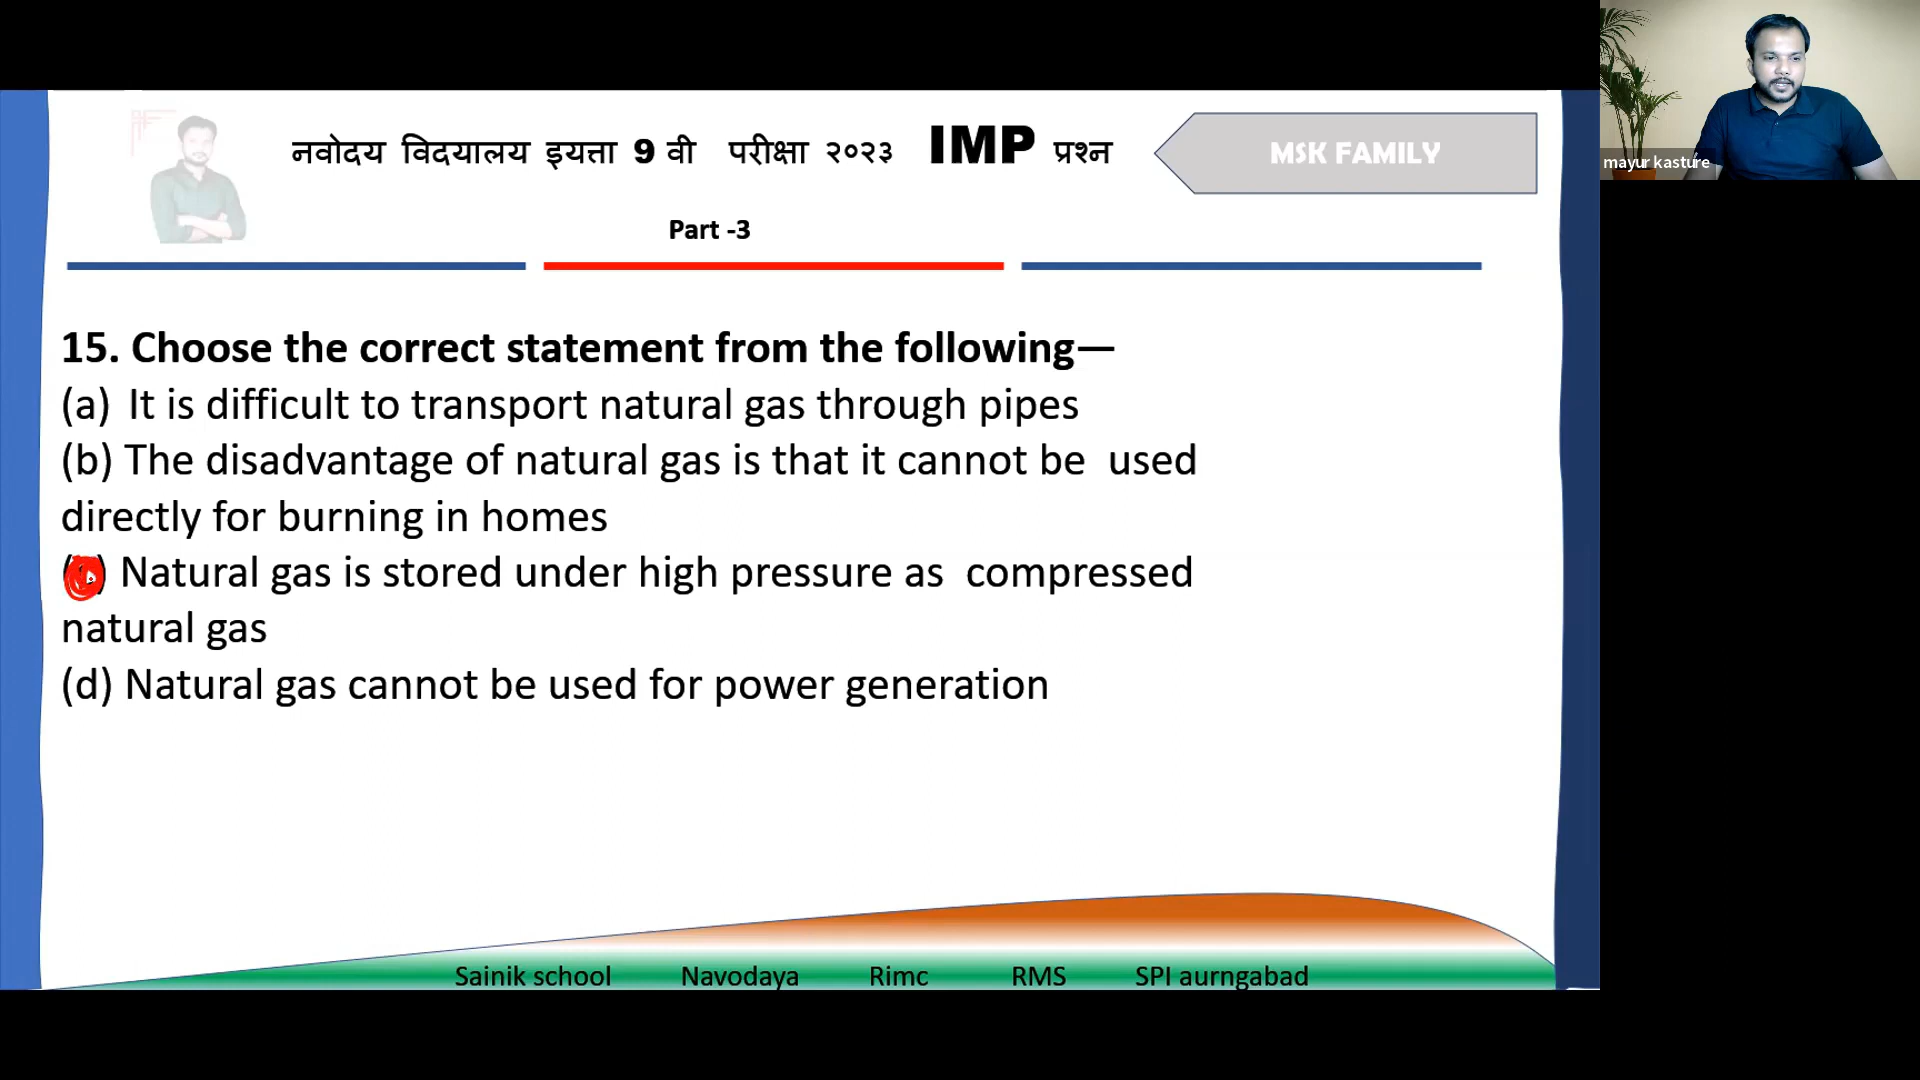 नवोदय विदयालय इयत्ता 9 वी परीक्षा २०२३ IMP प्रश्न
MSK FAMILY
mayur kasture
Part -3
15. Choose the correct statement from the following—
(a) It is difficult to transport natural gas through pipes
(b) The disadvantage of natural gas is that it cannot be used
directly for burning in homes
( ) Natural gas is stored under high pressure as compressed
natural gas
(d) Natural gas cannot be used for power generation
Sainik school Navodaya Rimc RMS SPI aurngabad